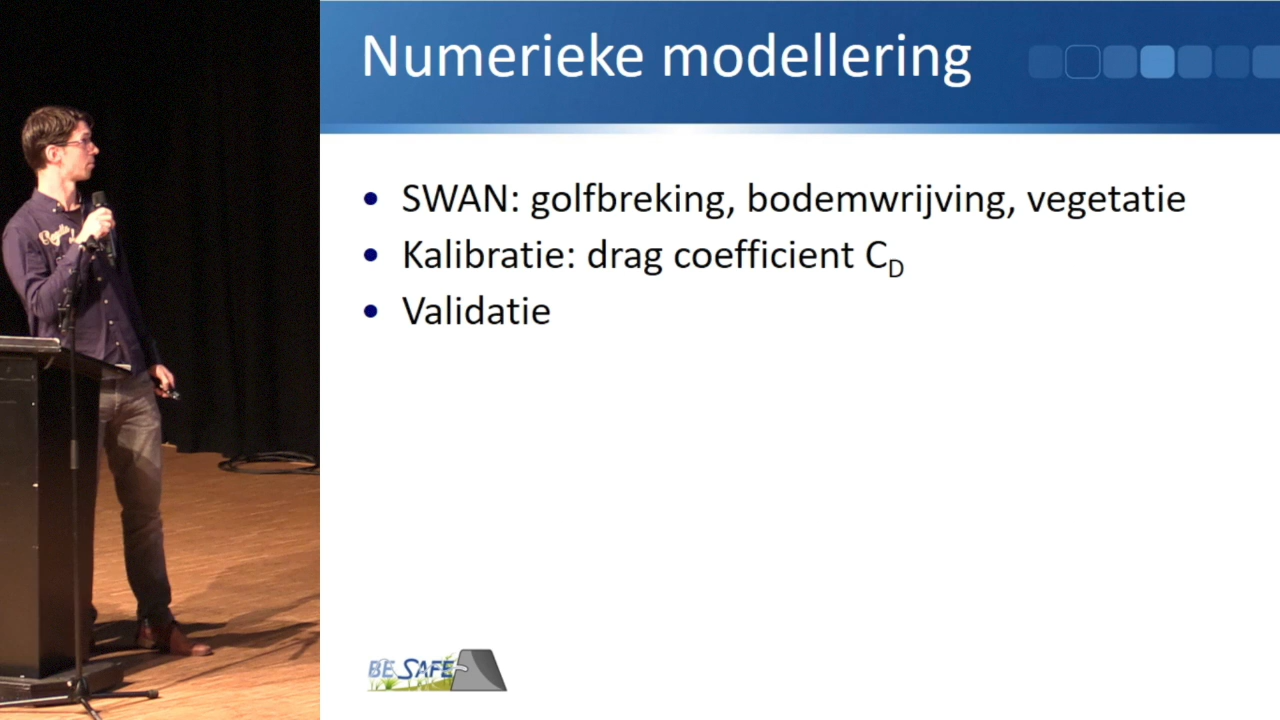 Numerieke modellering
• SWAN: golfbreking, bodemwrijving, vegetatie
• Kalibratie: drag coefficient C_D
• Validatie
BE SAFE